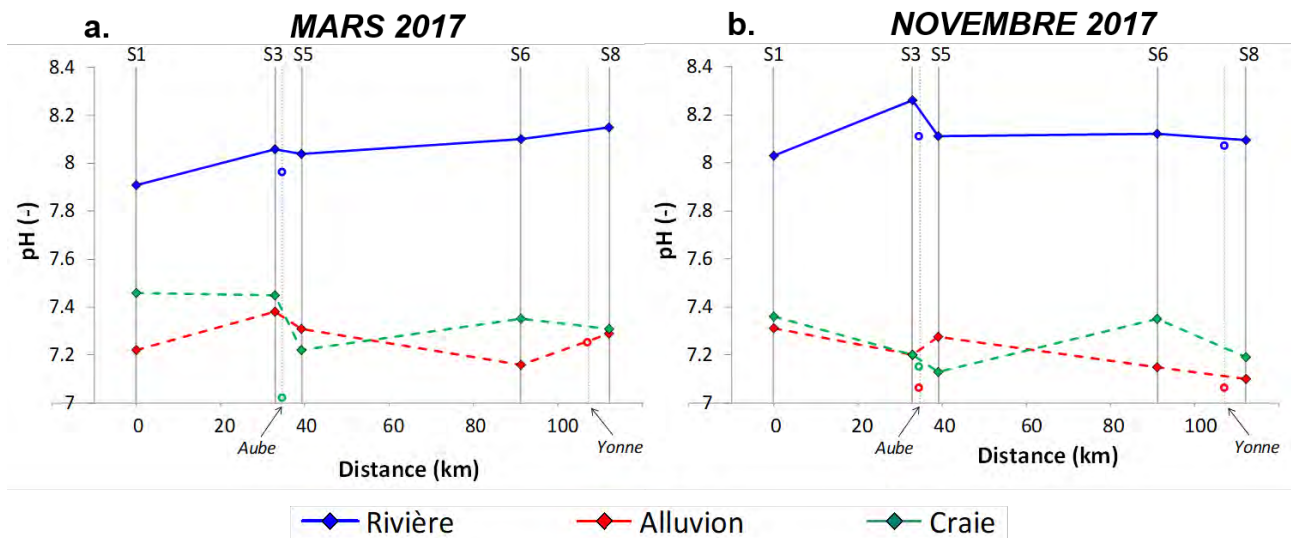 a. MARS 2017
S1 S3 S5 S6 S8
8.4
8.2
8
7.8
7.6
7.4
7.2
7
pH (-)
0 20 40 60 80 100
Aube
Yonne
Distance (km)
b. NOVEMBRE 2017
S1 S3 S5 S6 S8
8.4
8.2
8
7.8
7.6
7.4
7.2
7
pH (-)
0 20 40 60 80 100
Aube
Yonne
Distance (km)
Rivière Alluvion Craie